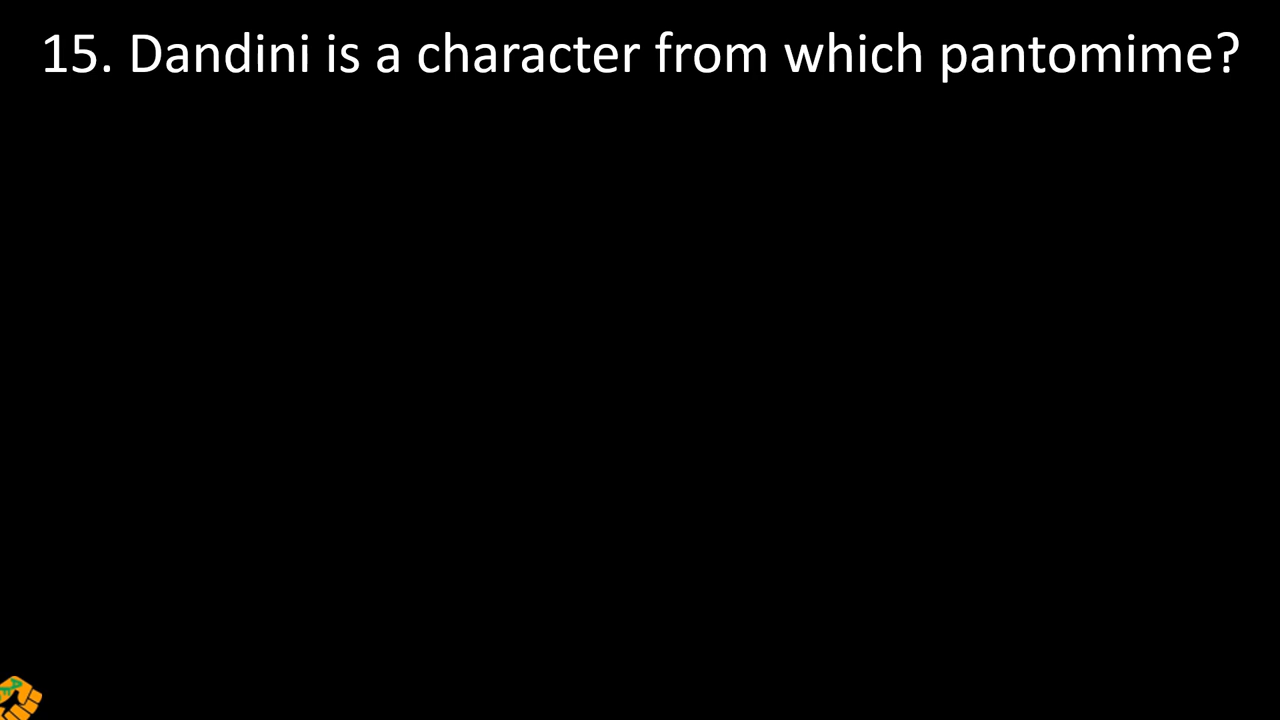 15. Dandini is a character from which pantomime?